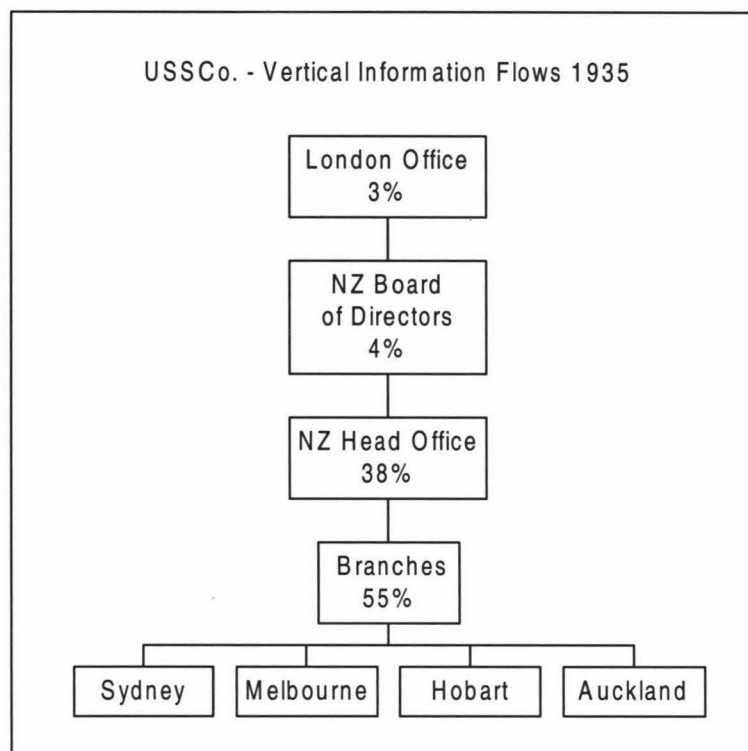 USSCo. - Vertical Information Flows 1935
London Office
3%
NZ Board
of Directors
4%
NZ Head Office
38%
Branches
55%
Sydney
Melbourne
Hobart
Auckland